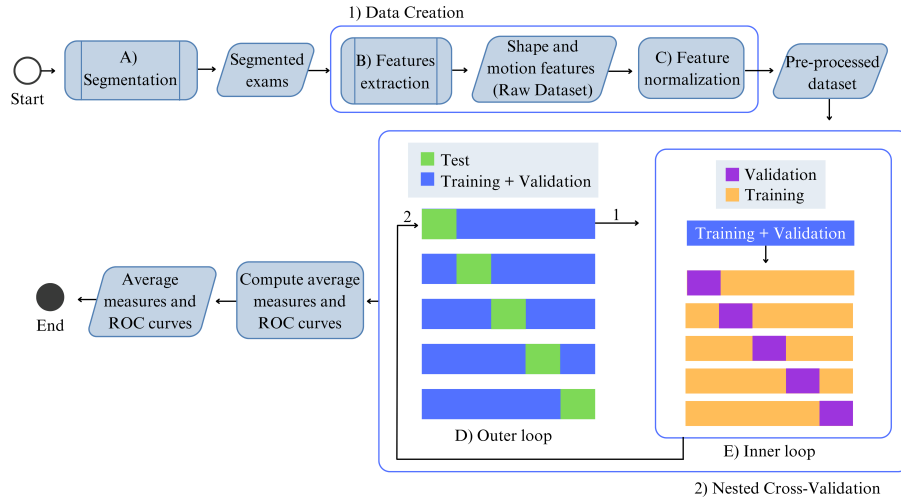 1) Data Creation
Start
A)
Segmentation
Segmented
exams
B) Features
extraction
Shape and
motion features
(Raw Dataset)
C) Feature
normalization
Pre-processed
dataset
Test
Training + Validation
2
1
D) Outer loop
Validation
Training
Training + Validation
E) Inner loop
2) Nested Cross-Validation
Compute average
measures and
ROC curves
Average
measures and
ROC curves
End